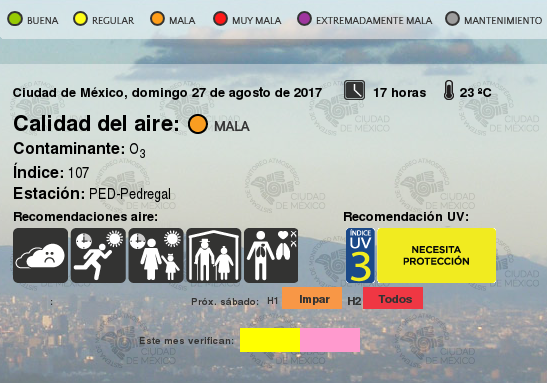 BUENA REGULAR MALA MUY MALA EXTREMADAMENTE MALA MANTENIMIENTO
Ciudad de México, domingo 27 de agosto de 2017 17 horas 23 ºC
Calidad del aire: MALA
Contaminante: O3
Índice: 107
Estación: PED-Pedregal
Recomendaciones aire:
Recomendación UV:
ÍNDICE
UV
3
NECESITA
PROTECCIÓN
:
Próx. sábado: H1 Impar H2 Todos
Este mes verifican:
CIUDAD
DE MÉXICO